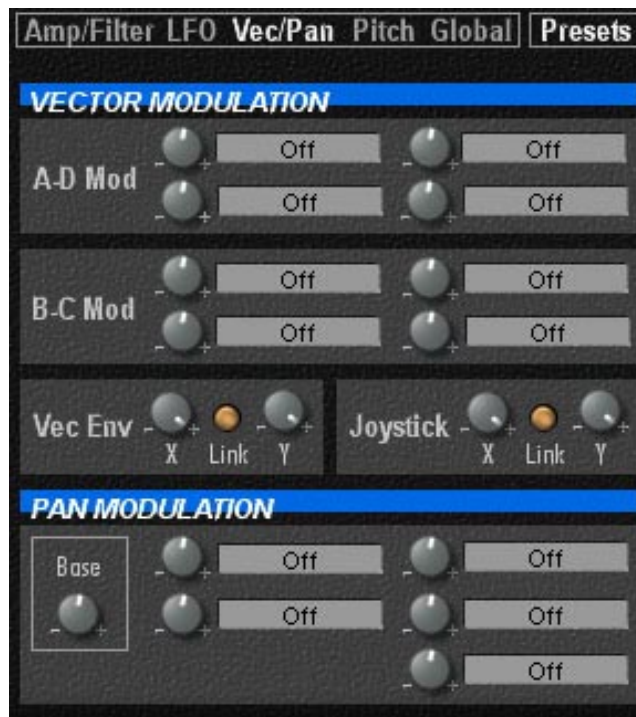 Amp/Filter LFO Vec/Pan Pitch Global Presets
VECTOR MODULATION
A-D Mod
- + Off - + Off
- + Off - + Off
B-C Mod
- + Off - + Off
- + Off - + Off
Vec Env - + - + Joystick - + - +
X Link Y X Link Y
PAN MODULATION
Base
- +
- + Off - + Off
- + Off - + Off
- + Off